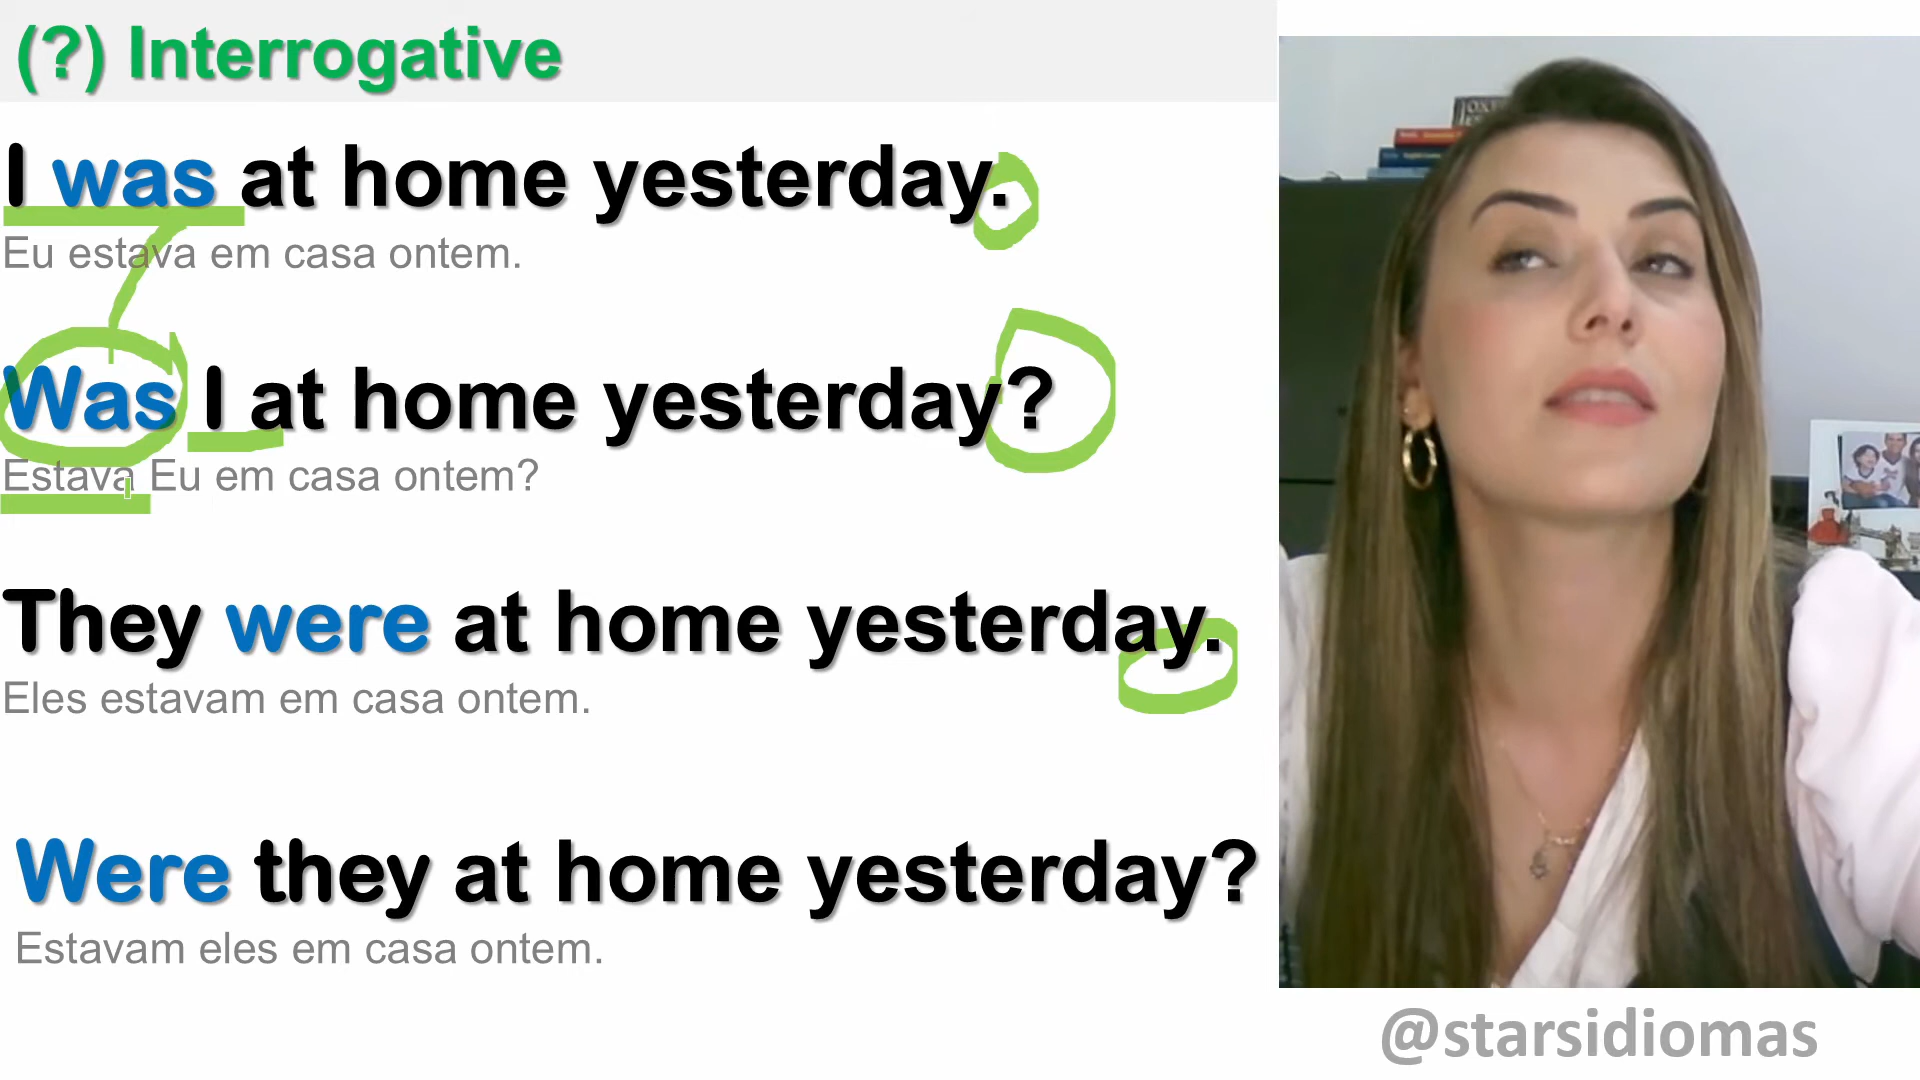 (?) Interrogative
I was at home yesterday.
Eu estava em casa ontem.
Was I at home yesterday?
Estava Eu em casa ontem?
They were at home yesterday.
Eles estavam em casa ontem.
Were they at home yesterday?
Estavam eles em casa ontem.
@starsidiomas